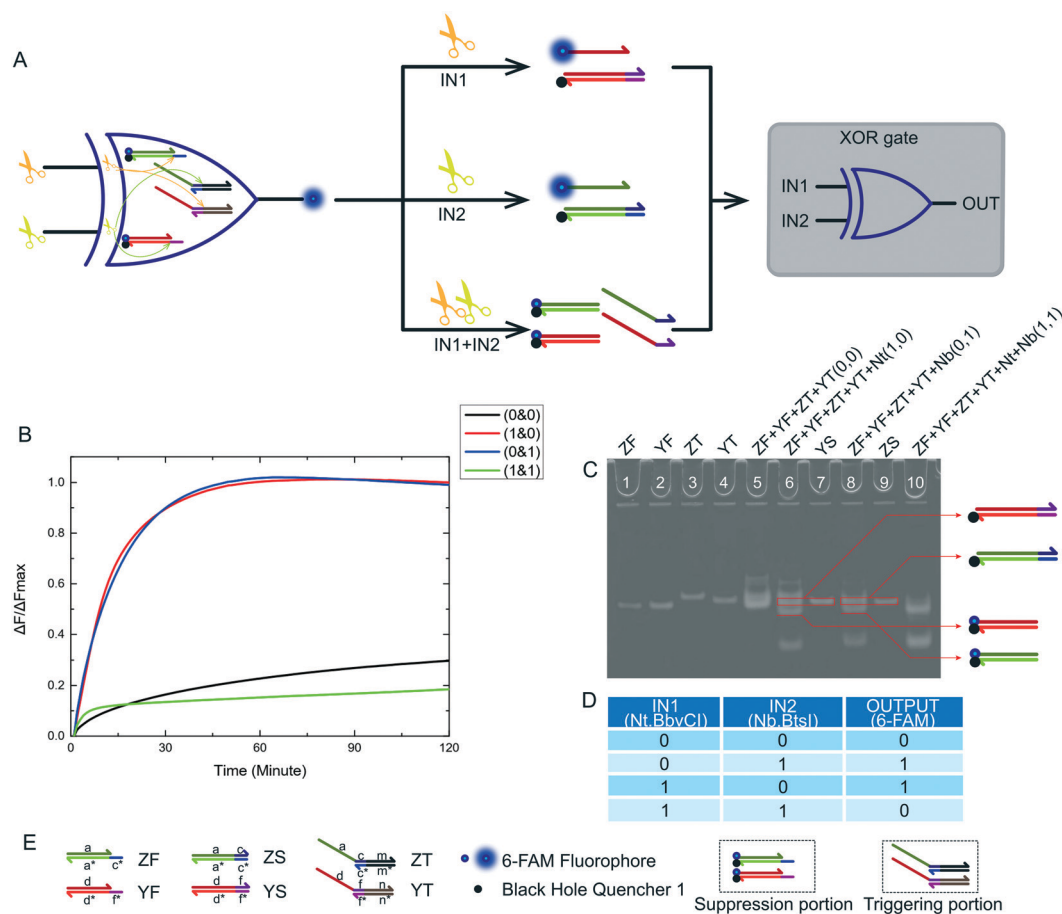 A
IN1
IN2
IN1+IN2
XOR gate
IN1
IN2
OUT
B
(0&0)
(1&0)
(0&1)
(1&1)
ΔF/ΔFmax
1.0
0.8
0.6
0.4
0.2
0.0
0 30 60 90 120
Time (Minute)
C
ZF
YF
ZT
YT
ZF+YF+ZT+YT(0,0)
ZF+YF+ZT+YT+Nt(1,0)
YS
ZF+YF+ZT+YT+Nb(0,1)
ZS
ZF+YF+ZT+YT+Nt+Nb(1,1)
1 2 3 4 5 6 7 8 9 10
D
IN1 IN2 OUTPUT
(Nt.BbvCI) (Nb.BtsI) (6-FAM)
0 0 0
0 1 1
1 0 1
1 1 0
E
a
a* c*
ZF
d
d* f*
YF
a c
a* c*
ZS
d f
d* f*
YS
a
c m
c* m*
ZT
d
f n
f* n*
YT
6-FAM Fluorophore
Black Hole Quencher 1
Suppression portion
Triggering portion